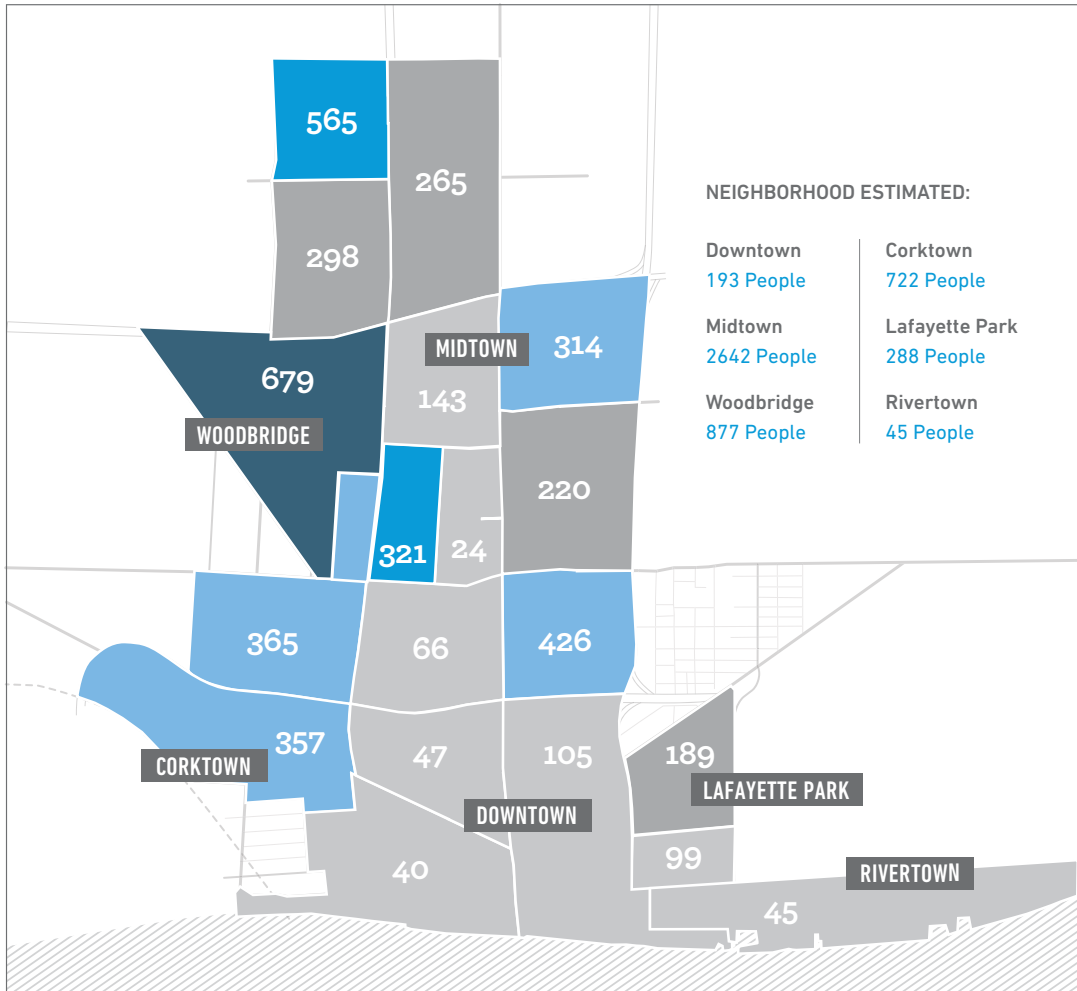 565
265
NEIGHBORHOOD ESTIMATED:
298
Downtown
193 People
Corktown
722 People
Midtown
2642 People
Lafayette Park
288 People
Woodbridge
877 People
Rivertown
45 People
MIDTOWN
314
679
143
WOODBRIDGE
220
321
24
365
66
426
357
47
105
189
CORKTOWN
LAFAYETTE PARK
DOWNTOWN
99
40
RIVERTOWN
45